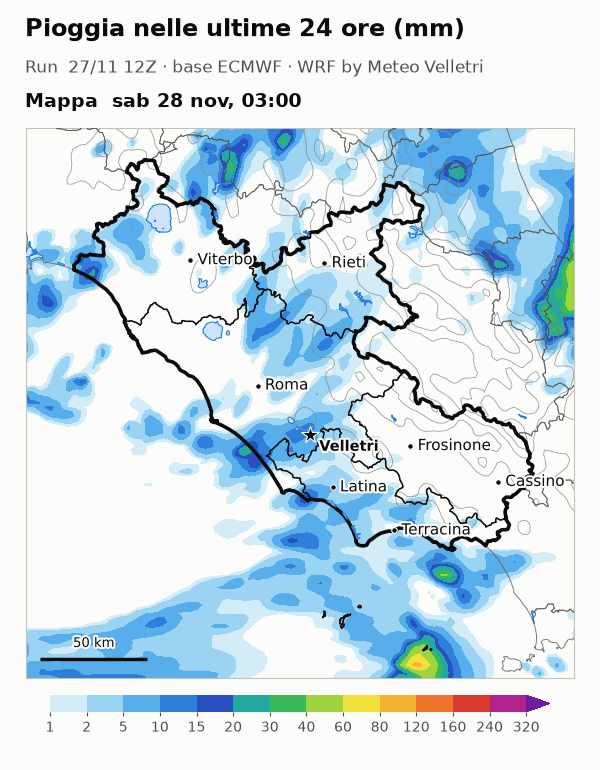 Pioggia nelle ultime 24 ore (mm)
Run  27/11 12Z · base ECMWF · WRF by Meteo Velletri
Mappa  sab 28 nov, 03:00
Viterbo
Rieti
Roma
Velletri
Frosinone
Cassino
Latina
Terracina
50 km
1 2 5 10 15 20 30 40 60 80 120 160 240 320